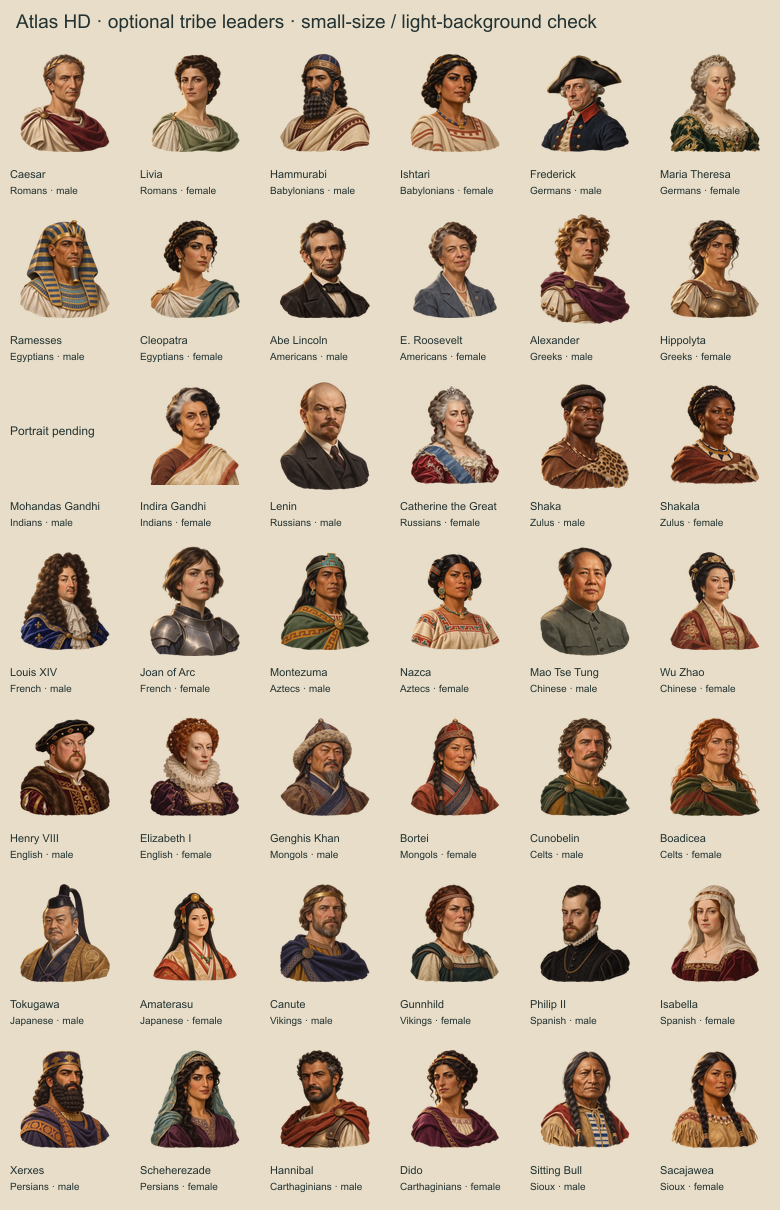 Atlas HD · optional tribe leaders · small-size / light-background check
Caesar
Romans · male
Livia
Romans · female
Hammurabi
Babylonians · male
Ishtari
Babylonians · female
Frederick
Germans · male
Maria Theresa
Germans · female
Ramesses
Egyptians · male
Cleopatra
Egyptians · female
Abe Lincoln
Americans · male
E. Roosevelt
Americans · female
Alexander
Greeks · male
Hippolyta
Greeks · female
Portrait pending
Mohandas Gandhi
Indians · male
Indira Gandhi
Indians · female
Lenin
Russians · male
Catherine the Great
Russians · female
Shaka
Zulus · male
Shakala
Zulus · female
Louis XIV
French · male
Joan of Arc
French · female
Montezuma
Aztecs · male
Nazca
Aztecs · female
Mao Tse Tung
Chinese · male
Wu Zhao
Chinese · female
Henry VIII
English · male
Elizabeth I
English · female
Genghis Khan
Mongols · male
Bortei
Mongols · female
Cunobelin
Celts · male
Boadicea
Celts · female
Tokugawa
Japanese · male
Amaterasu
Japanese · female
Canute
Vikings · male
Gunnhild
Vikings · female
Philip II
Spanish · male
Isabella
Spanish · female
Xerxes
Persians · male
Scheherezade
Persians · female
Hannibal
Carthaginians · male
Dido
Carthaginians · female
Sitting Bull
Sioux · male
Sacajawea
Sioux · female